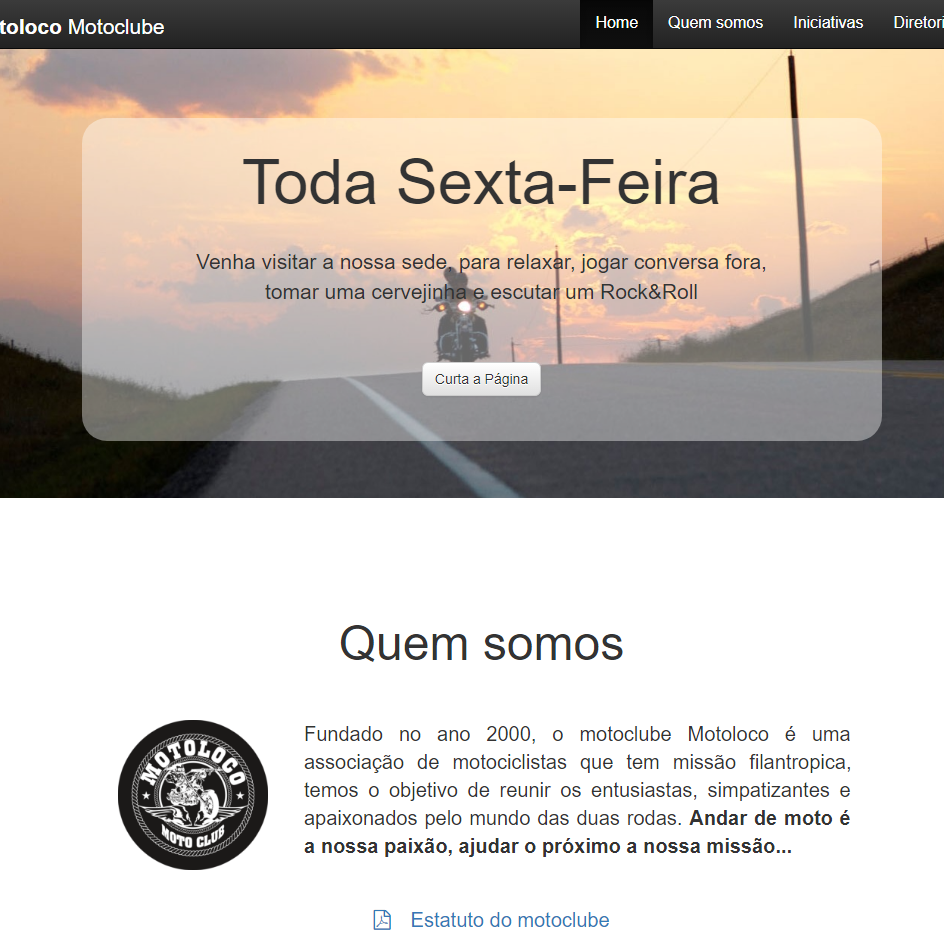 toloco Motoclube
Home
Quem somos
Iniciativas
Diretori
Toda Sexta-Feira
Venha visitar a nossa sede, para relaxar, jogar conversa fora,
tomar uma cervejinha e escutar um Rock&Roll
Curta a Página
Quem somos
MOTOLOCO
MOTO CLUB
Fundado no ano 2000, o motoclube Motoloco é uma
associação de motociclistas que tem missão filantropica,
temos o objetivo de reunir os entusiastas, simpatizantes e
apaixonados pelo mundo das duas rodas. Andar de moto é
a nossa paixão, ajudar o próximo a nossa missão...
Estatuto do motoclube